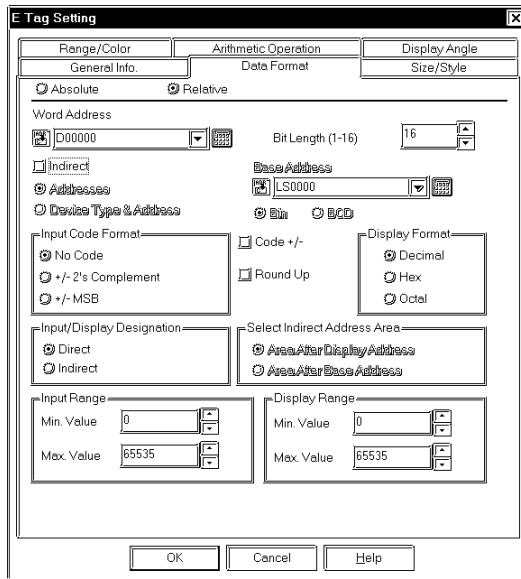 E Tag Setting
Range/Color Arithmetic Operation Display Angle
General Info. Data Format Size/Style
Absolute Relative
Word Address
D00000 Bit Length (1-16) 16
Indirect Base Address
Addresses LS0000
Device Type & Address Bin BCD
Input Code Format Code +/- Display Format
No Code Decimal
+/- 2's Complement Round Up Hex
+/- MSB Octal
Input/Display Designation Select Indirect Address Area
Direct Area After Display Address
Indirect Area After Base Address
Input Range Display Range
Min. Value 0 Min. Value 0
Max. Value 65535 Max. Value 65535
OK Cancel Help